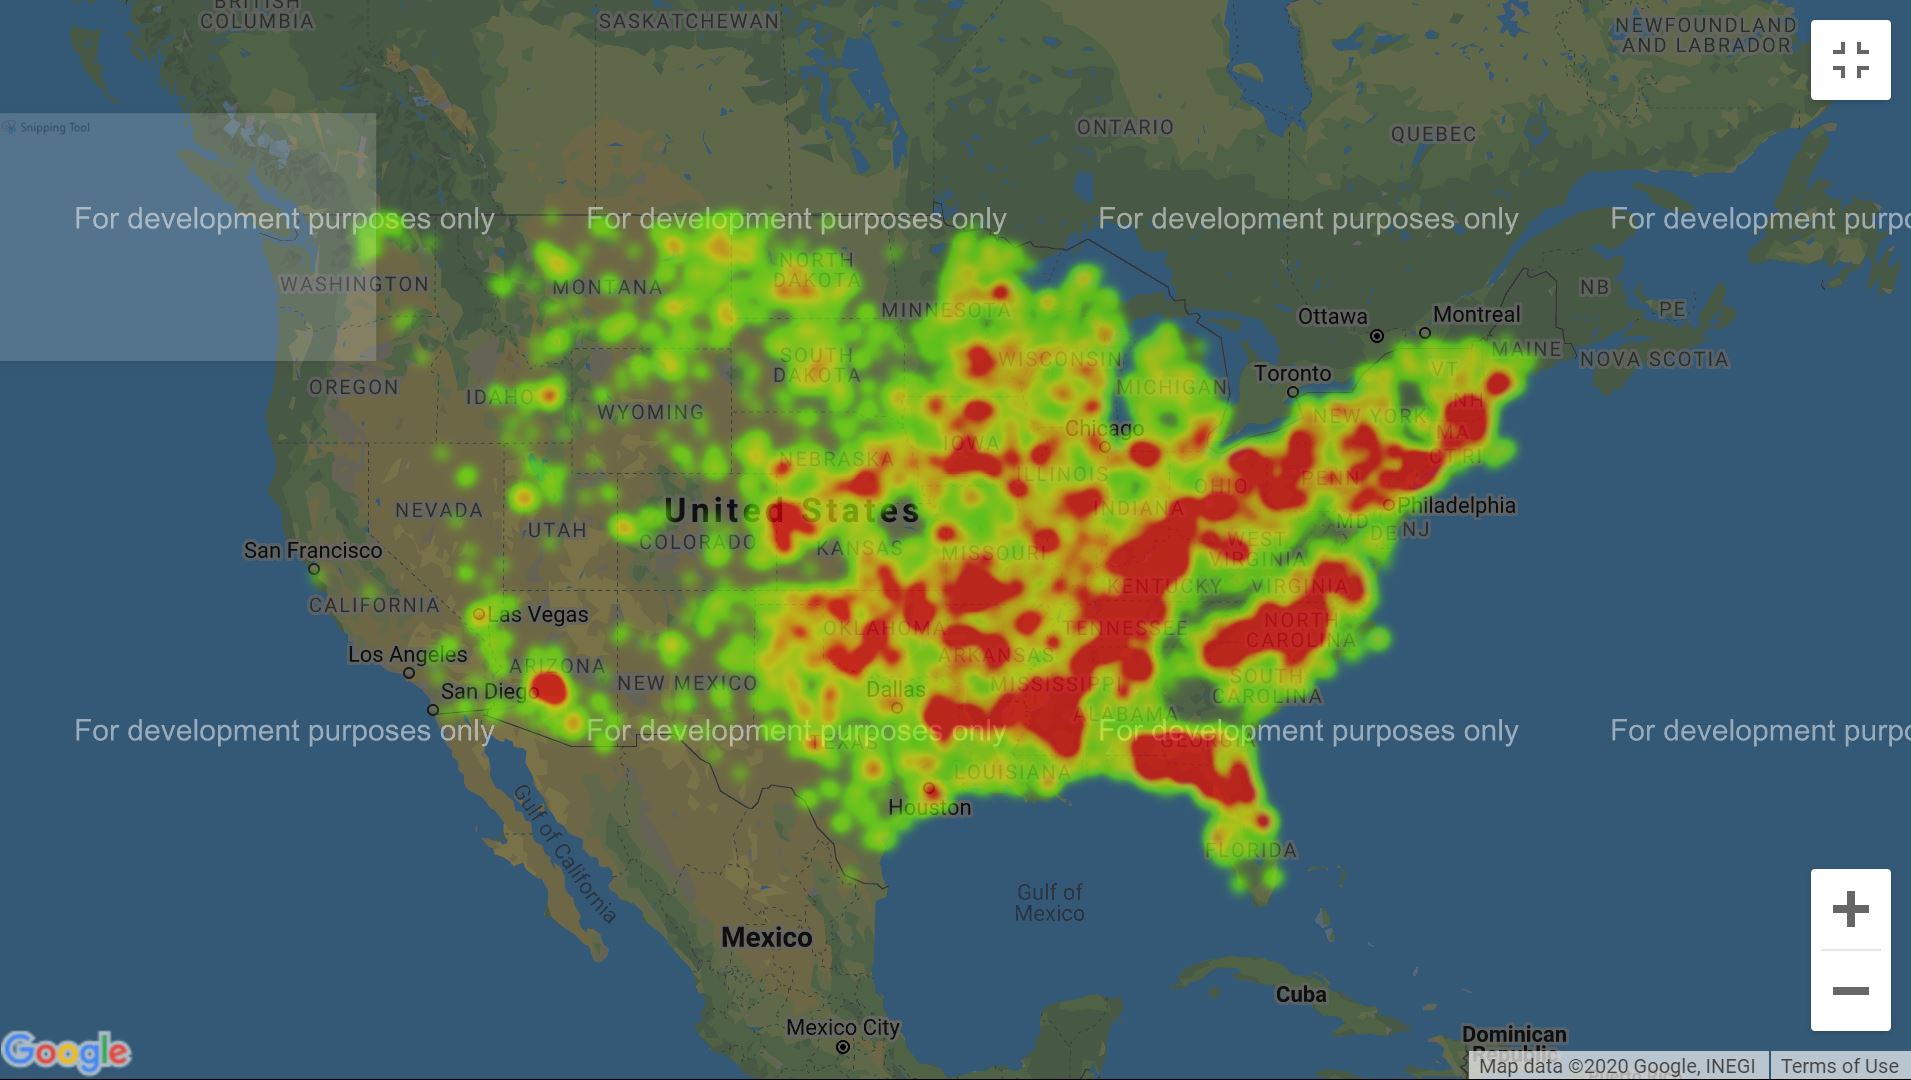 BRITISH
COLUMBIA
SASKATCHEWAN
NEWFOUNDLAND
AND LABRADOR
Snipping Tool
ONTARIO
QUEBEC
For development purposes only
For development purposes only
For development purposes only
For development purpo
WASHINGTON
MONTANA
NORTH
DAKOTA
MINNESOTA
NB
PE
Ottawa
Montreal
MAINE
NOVA SCOTIA
OREGON
IDAHO
WYOMING
SOUTH
DAKOTA
WISCONSIN
MICHIGAN
Toronto
VT
NH
NEW YORK
MA
CT RI
Chicago
IOWA
NEBRASKA
ILLINOIS
INDIANA
OHIO
PENN
Philadelphia
MD
DE
NJ
NEVADA
UTAH
United States
COLORADO
KANSAS
MISSOURI
WEST
VIRGINIA
KENTUCKY
VIRGINIA
San Francisco
CALIFORNIA
Las Vegas
OKLAHOMA
TENNESSEE
NORTH
CAROLINA
Los Angeles
ARIZONA
NEW MEXICO
ARKANSAS
San Diego
Dallas
MISSISSIPPI
SOUTH
CAROLINA
ALABAMA
For development purposes only
For development purposes only
For development purposes only
For development purpo
TEXAS
GEORGIA
LOUISIANA
Houston
Gulf of California
FLORIDA
Gulf of
Mexico
Mexico
Cuba
Mexico City
Dominican
Republic
Google
Map data ©2020 Google, INEGI
Terms of Use
Puerto Rico